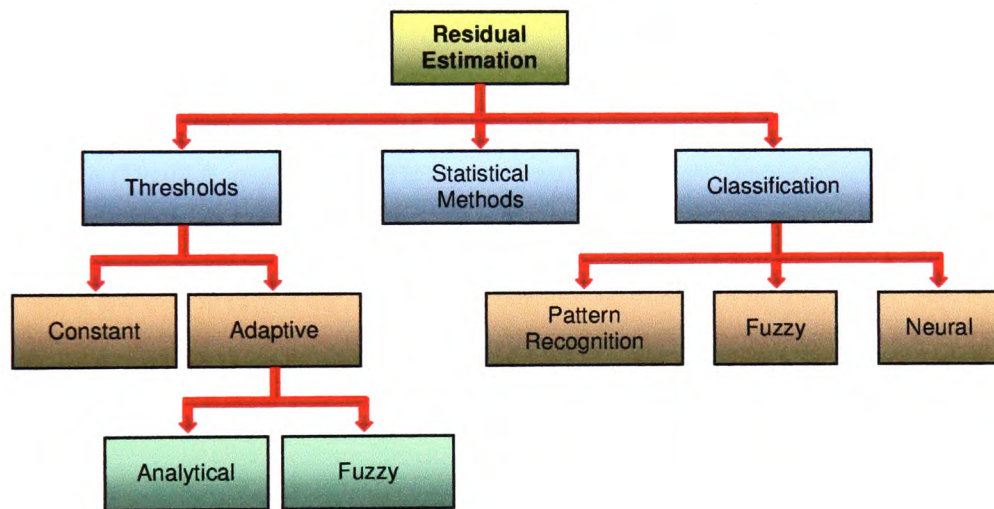 Residual
Estimation
Thresholds
Statistical
Methods
Classification
Constant
Adaptive
Pattern
Recognition
Fuzzy
Neural
Analytical
Fuzzy